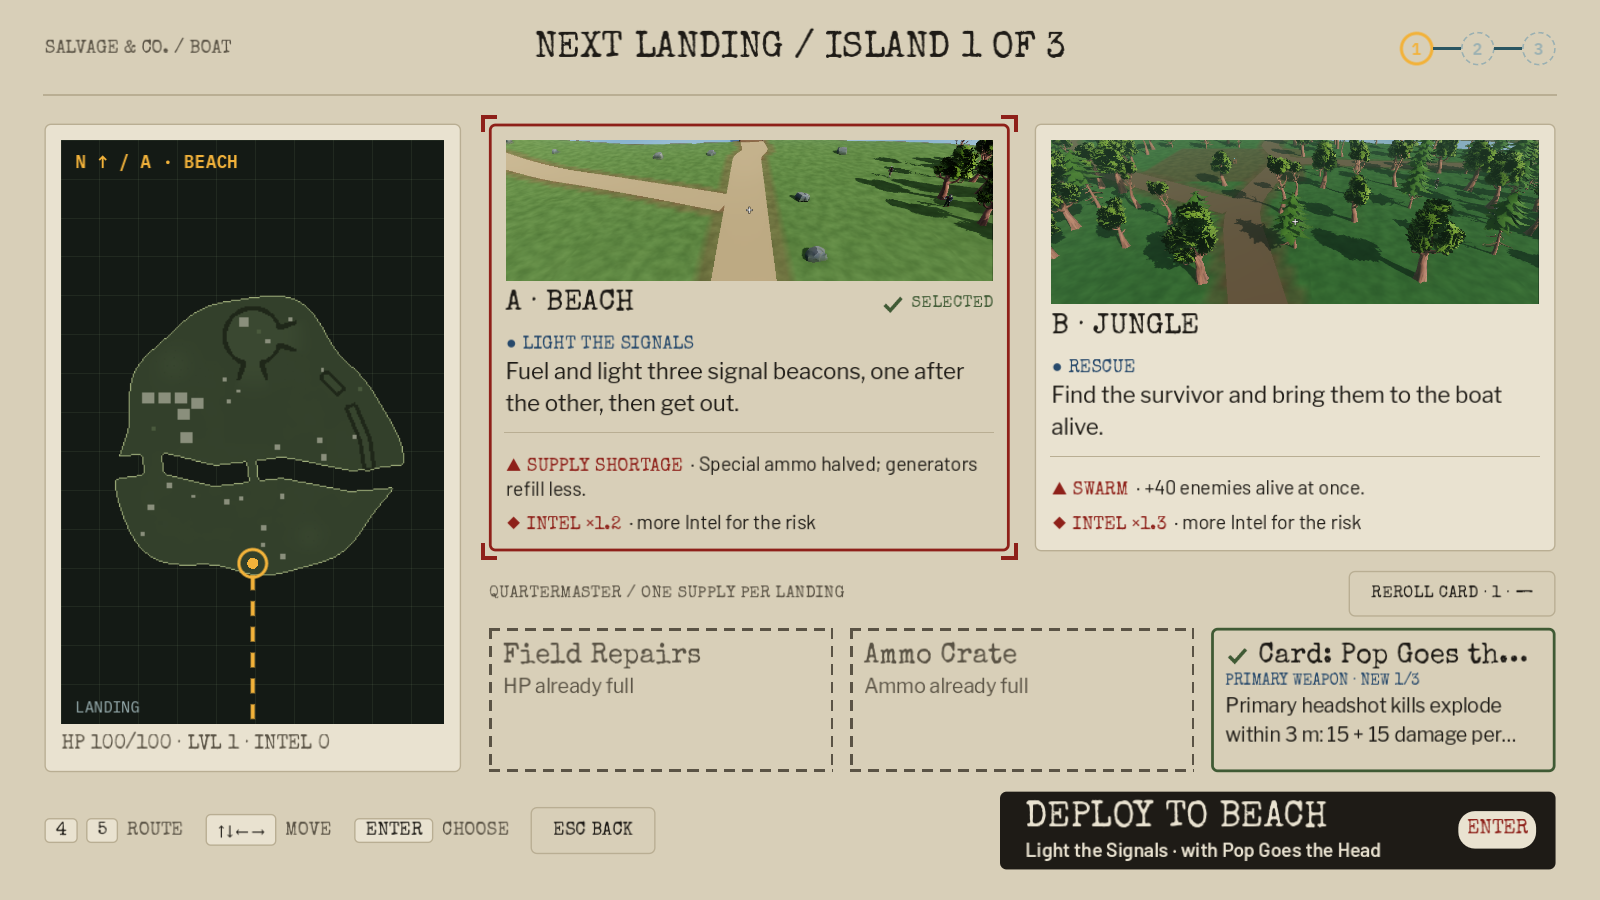 SALVAGE & CO. / BOAT
NEXT LANDING / ISLAND 1 OF 3
1 2 3
N ↑ / A · BEACH
LANDING
HP 100/100 · LVL 1 · INTEL 0
A · BEACH
✓ SELECTED
● LIGHT THE SIGNALS
Fuel and light three signal beacons, one after
the other, then get out.
▲ SUPPLY SHORTAGE · Special ammo halved; generators
refill less.
◆ INTEL ×1.2 · more Intel for the risk
B · JUNGLE
● RESCUE
Find the survivor and bring them to the boat
alive.
▲ SWARM · +40 enemies alive at once.
◆ INTEL ×1.3 · more Intel for the risk
QUARTERMASTER / ONE SUPPLY PER LANDING
REROLL CARD · 1 · —
Field Repairs
HP already full
Ammo Crate
Ammo already full
✓ Card: Pop Goes th...
PRIMARY WEAPON · NEW 1/3
Primary headshot kills explode
within 3 m: 15 + 15 damage per...
4 5 ROUTE ↑↓←→ MOVE ENTER CHOOSE ESC BACK
DEPLOY TO BEACH
Light the Signals · with Pop Goes the Head
ENTER